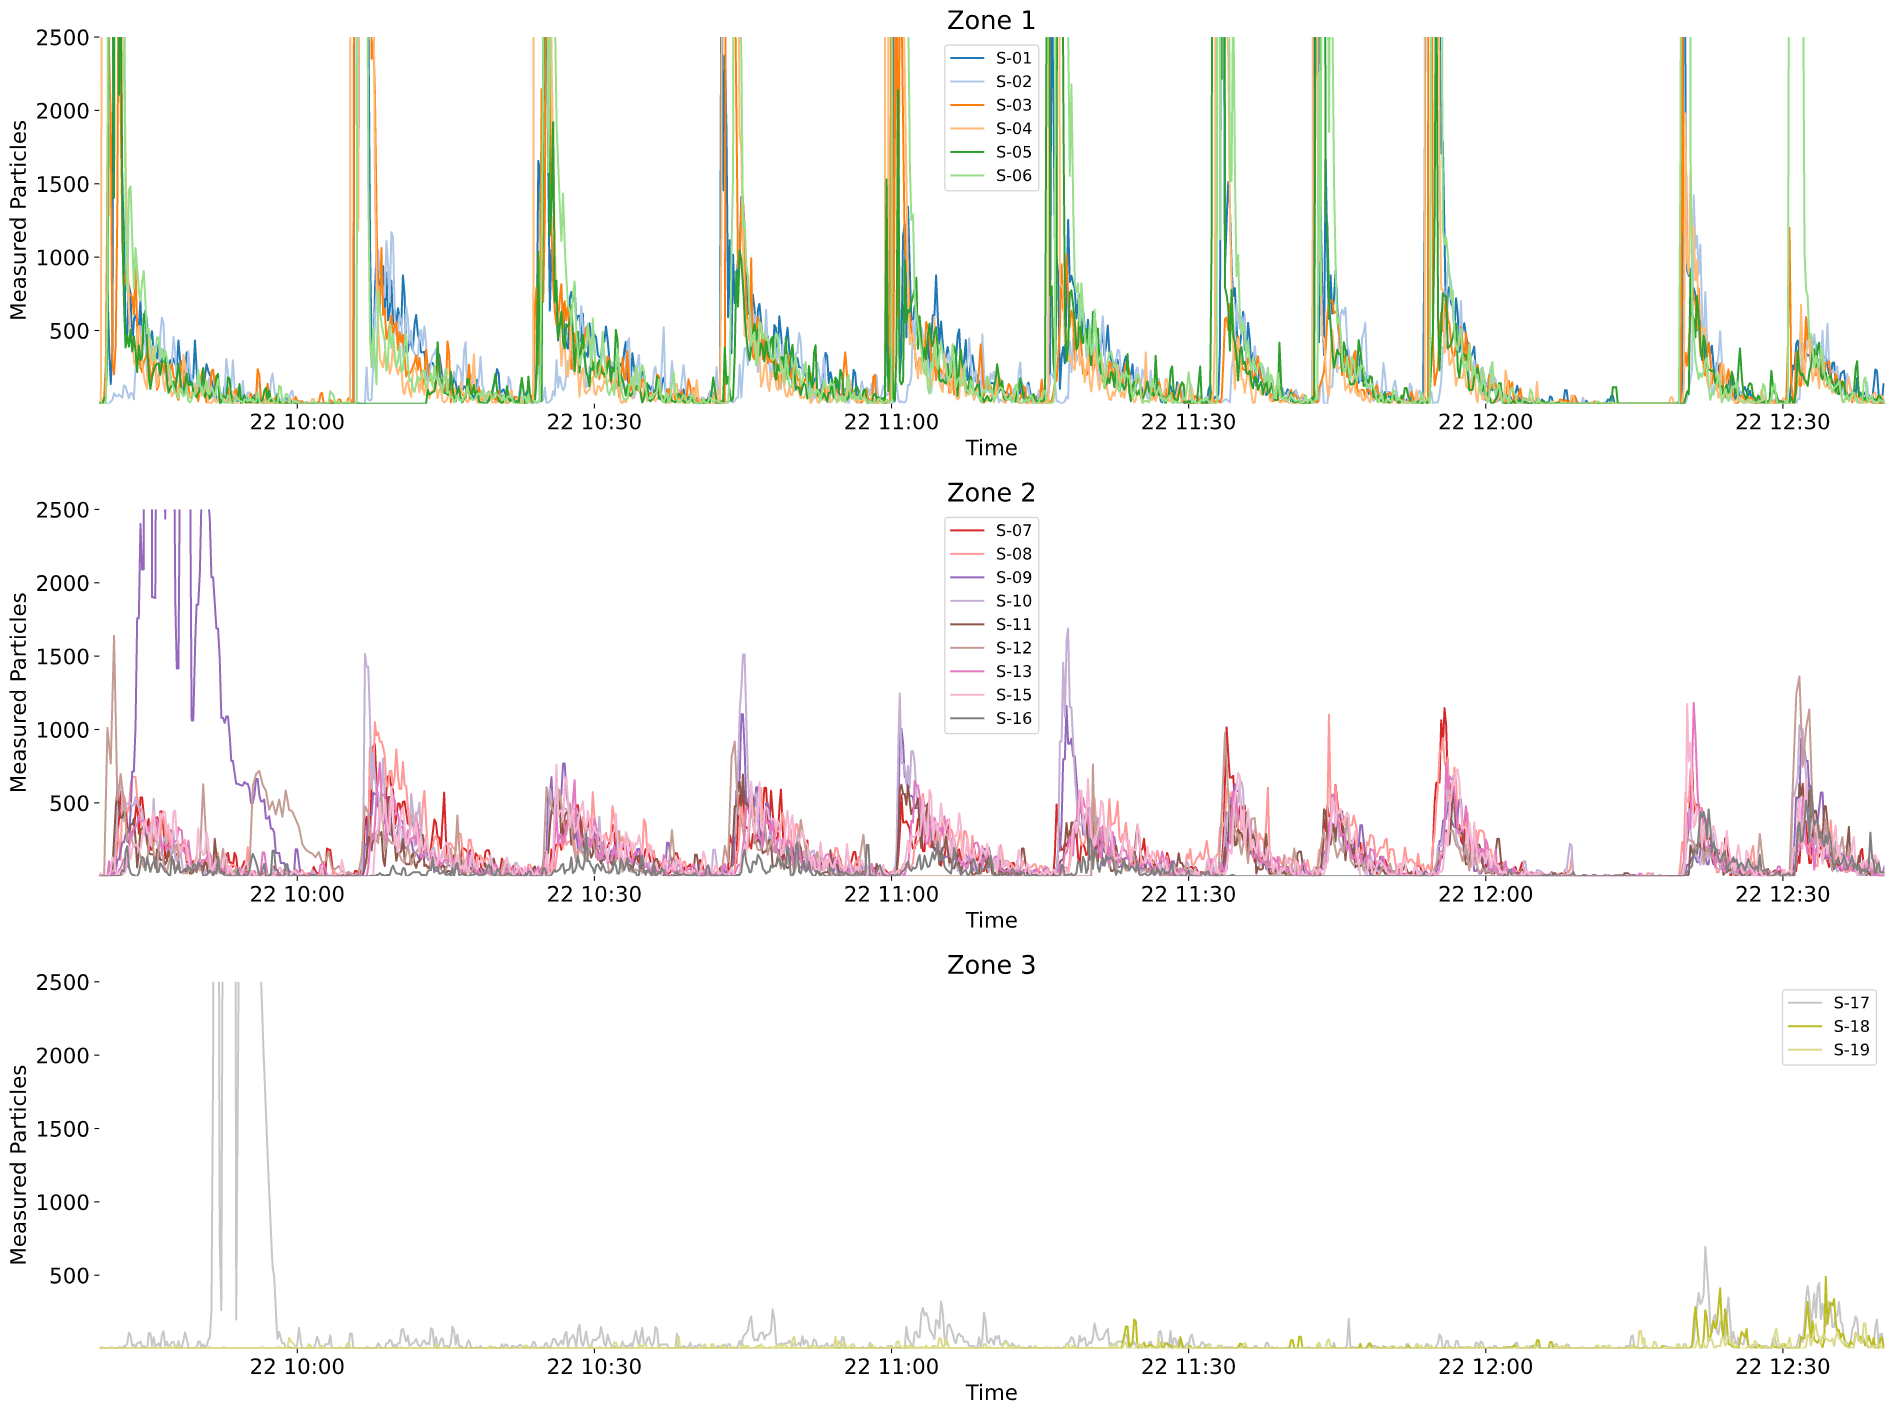 Zone 1
2500
2000
1500
1000
500
Measured Particles
S-01
S-02
S-03
S-04
S-05
S-06
22 10:00 22 10:30 22 11:00 22 11:30 22 12:00 22 12:30
Time
Zone 2
2500
2000
1500
1000
500
Measured Particles
S-07
S-08
S-09
S-10
S-11
S-12
S-13
S-15
S-16
22 10:00 22 10:30 22 11:00 22 11:30 22 12:00 22 12:30
Time
Zone 3
2500
2000
1500
1000
500
Measured Particles
S-17
S-18
S-19
22 10:00 22 10:30 22 11:00 22 11:30 22 12:00 22 12:30
Time